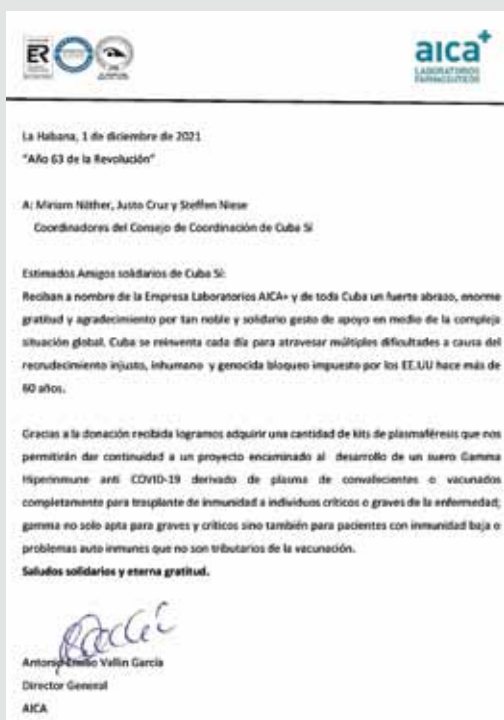 ER
aica+
LABORATORIOS
FARMACÉUTICOS
La Habana, 1 de diciembre de 2021
"Año 63 de la Revolución"
A: Miriam Näther, Justo Cruz y Steffen Niese
Coordinadores del Consejo de Coordinación de Cuba Sí
Estimados Amigos solidarios de Cuba Sí:
Reciban a nombre de la Empresa Laboratorios AICA+ y de toda Cuba un fuerte abrazo, enorme
gratitud y agradecimiento por tan noble y solidario gesto de apoyo en medio de la compleja
situación global. Cuba se reinventa cada día para atravesar múltiples dificultades a causa del
recrudecimiento injusto, inhumano y genocida bloqueo impuesto por los EE.UU hace más de
60 años.
Gracias a la donación recibida logramos adquirir una cantidad de kits de plasmaféresis que nos
permitirán dar continuidad a un proyecto encaminado al desarrollo de un suero Gamma
Hiperinmune anti COVID-19 derivado de plasma de convalecientes o vacunados
completamente para trasplante de inmunidad a individuos críticos o graves de la enfermedad,
gamma no solo apta para graves y críticos sino también para pacientes con inmunidad baja o
problemas auto inmunes que no son tributarios de la vacunación.
Saludos solidarios y eterna gratitud.
Antonio Emilio Vallín García
Director General
AICA